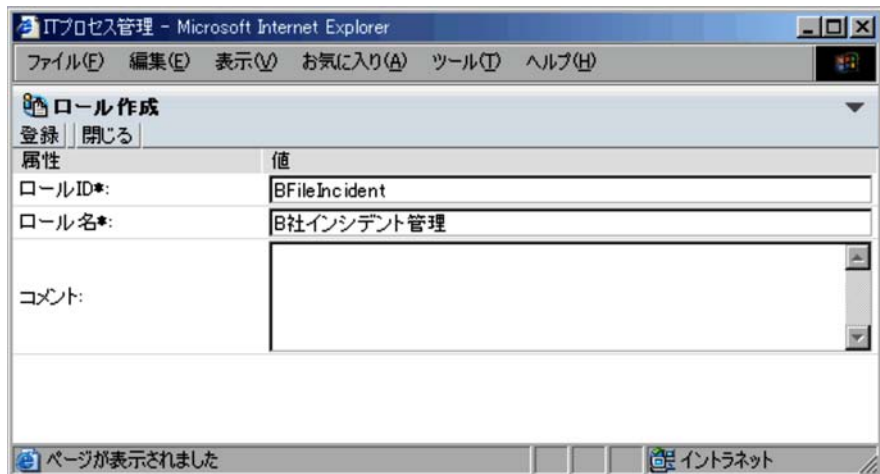 ITプロセス管理 - Microsoft Internet Explorer
ファイル(F) 編集(E) 表示(V) お気に入り(A) ツール(T) ヘルプ(H)
ロール作成
登録 閉じる
属性 値
ロールID*: BFileIncident
ロール名*: B社インシデント管理
コメント:
ページが表示されました イントラネット